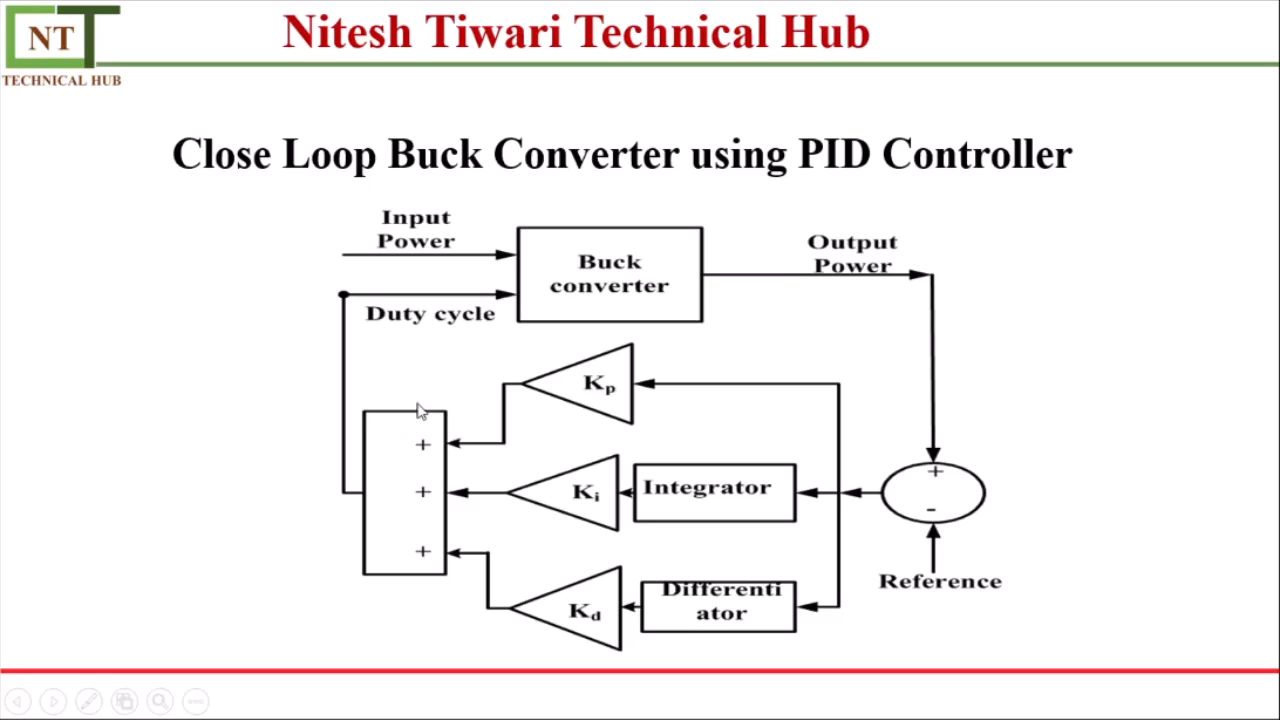 NT
TECHNICAL HUB
Nitesh Tiwari Technical Hub
Close Loop Buck Converter using PID Controller
Input
Power
Buck
converter
Output
Power
Duty cycle
Kp
+
+
Ki
Integrator
+
-
+
Kd
Differenti
ator
Reference